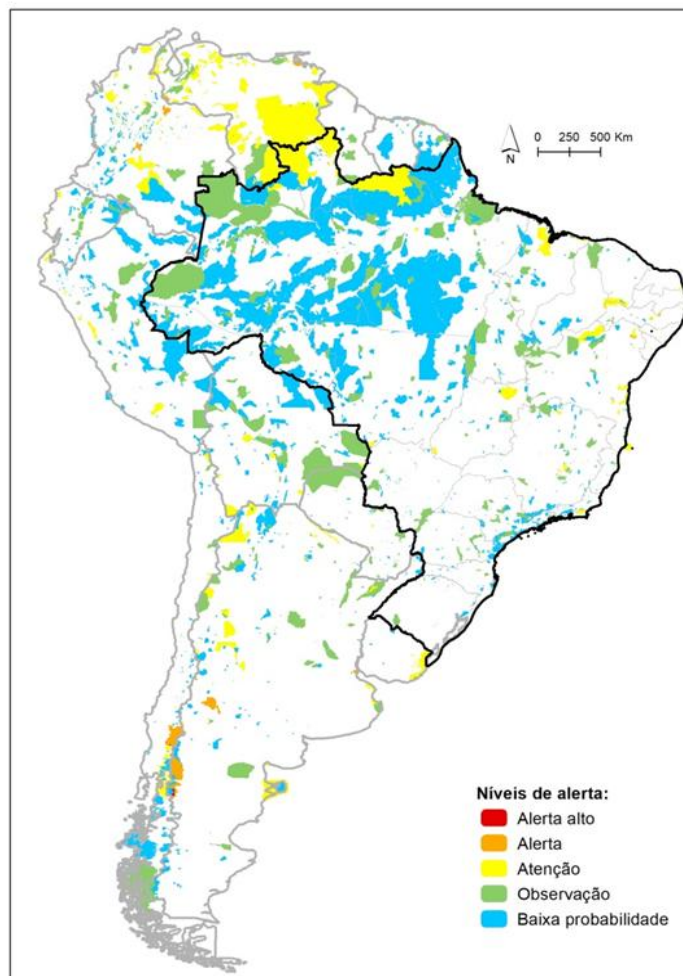 N
0 250 500 Km
Níveis de alerta:
Alerta alto
Alerta
Atenção
Observação
Baixa probabilidade